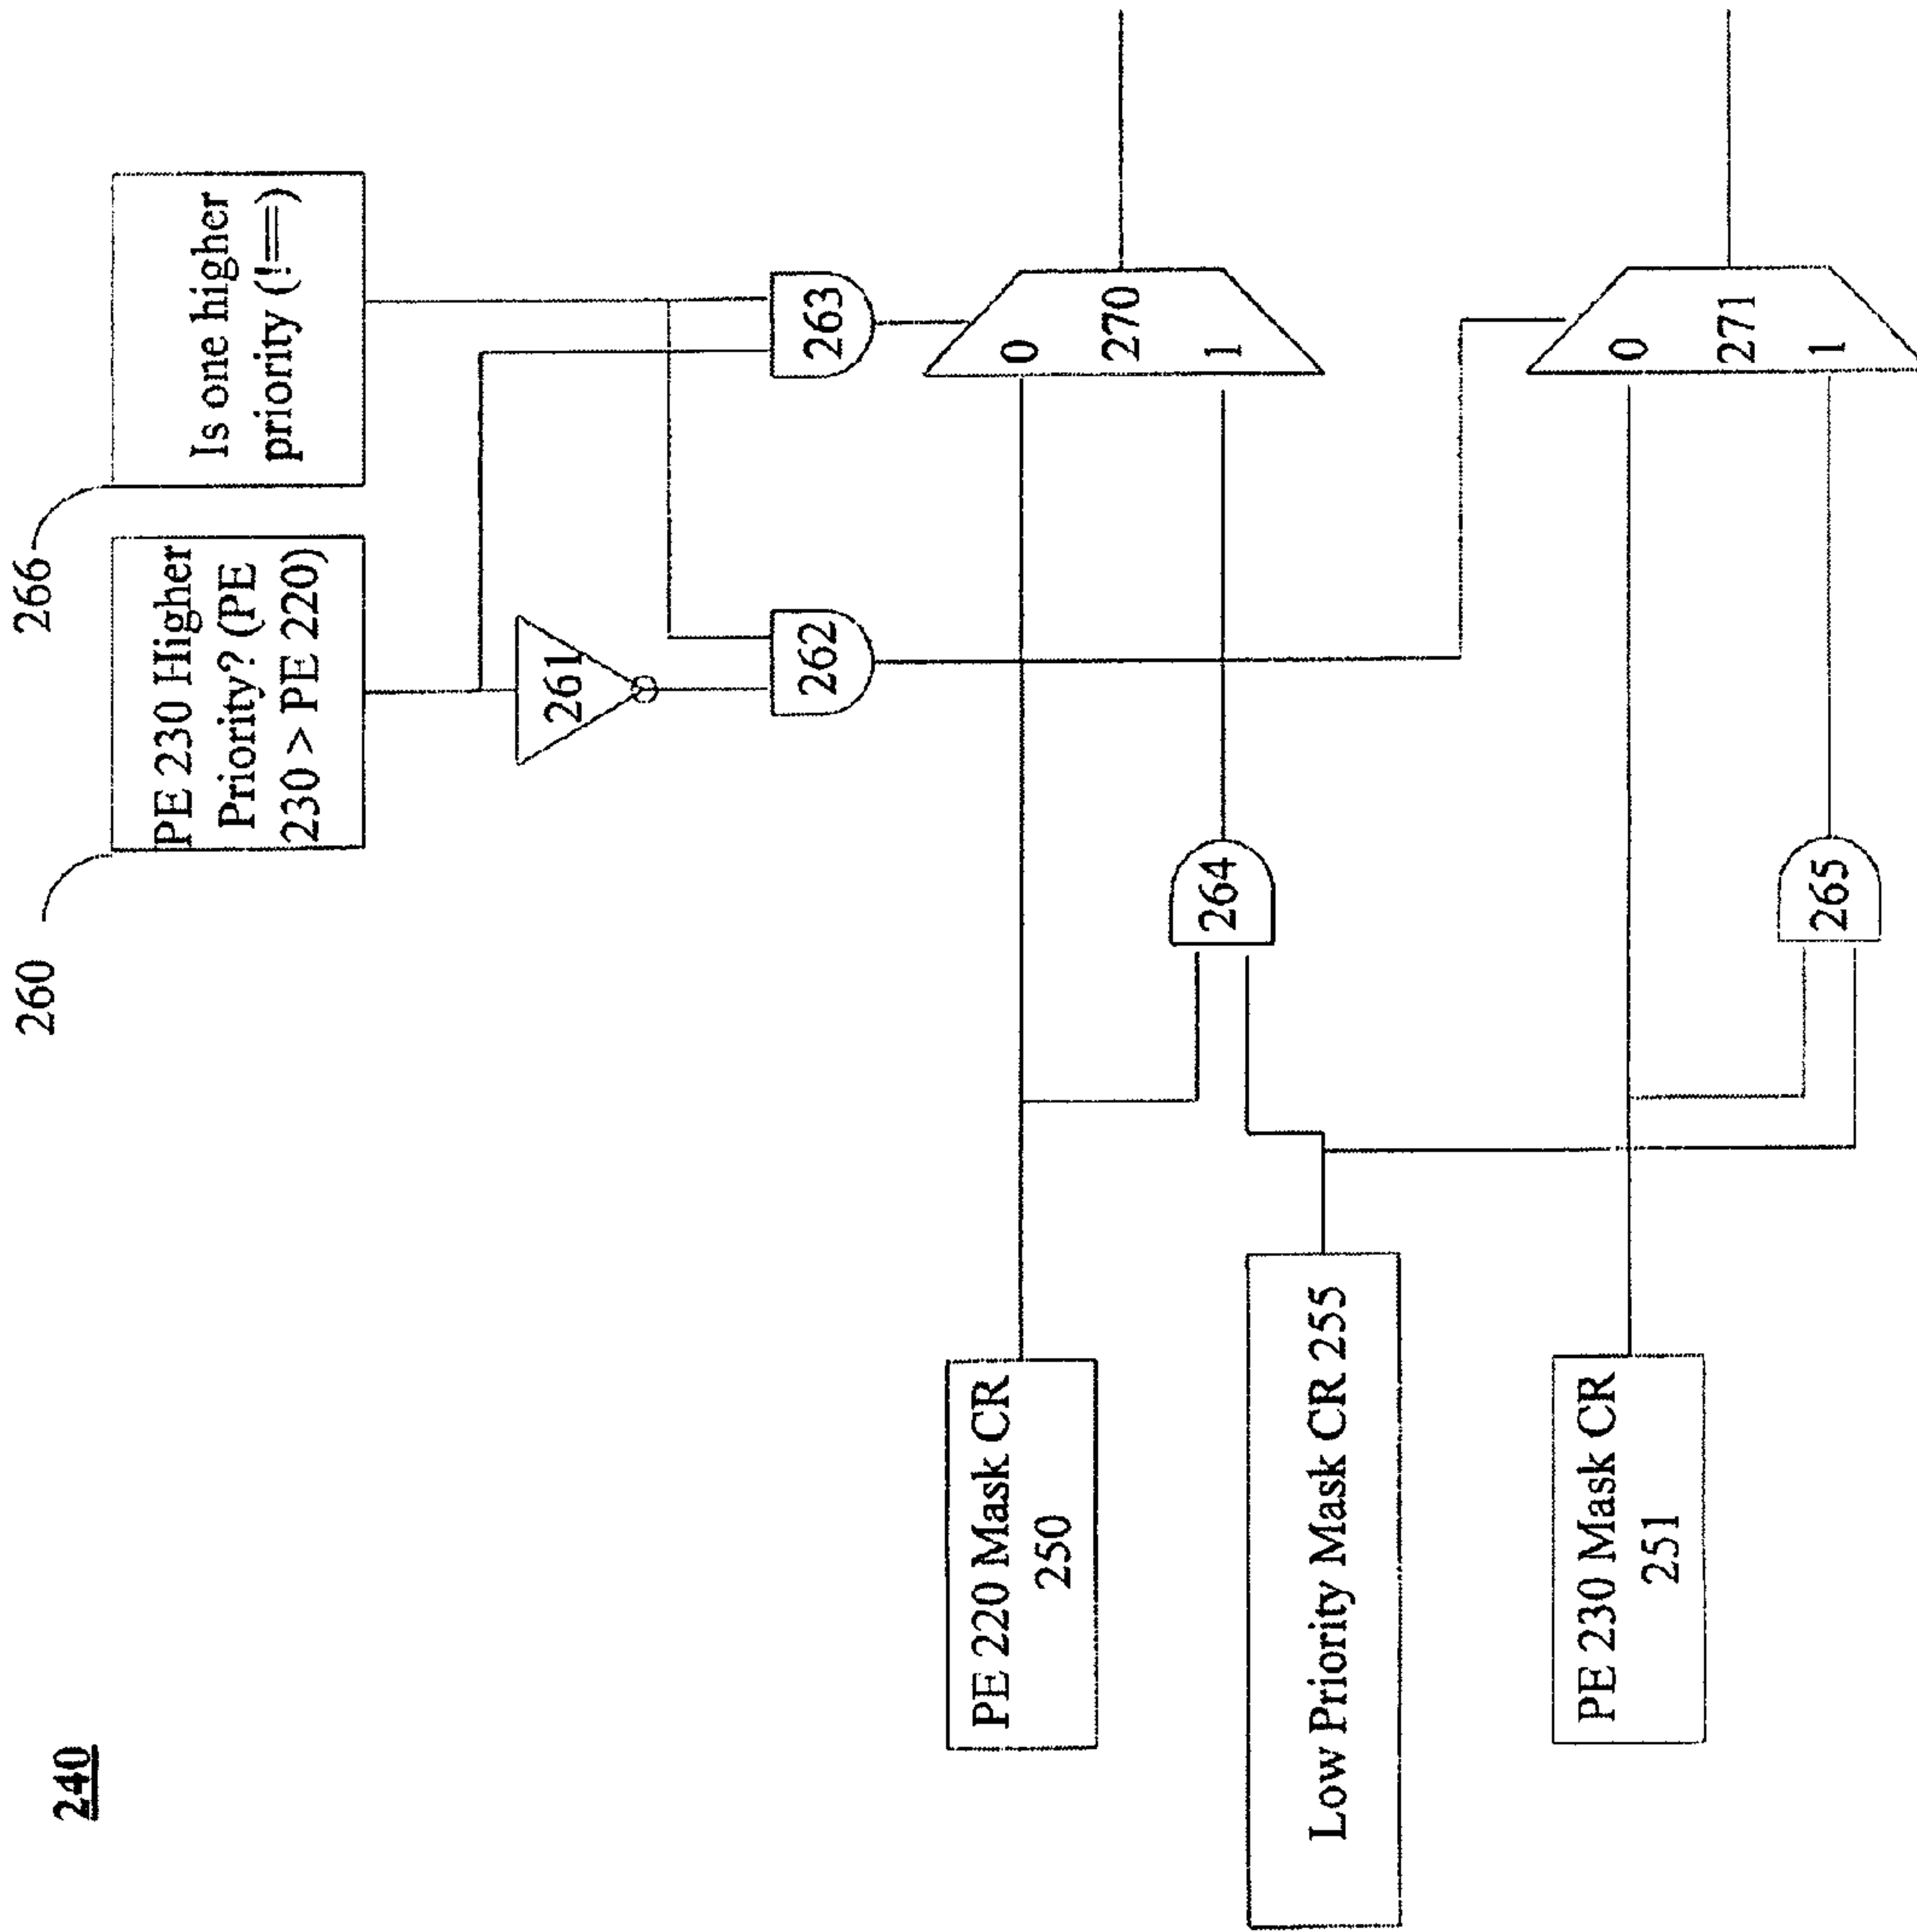 240
260
266
PE 230 Higher
Priority? (PE
230 > PE 220)
Is one higher
priority (!==)
261
262
263
PE 220 Mask CR
250
0
270
1
264
Low Priority Mask CR 255
PE 230 Mask CR
251
0
271
1
265